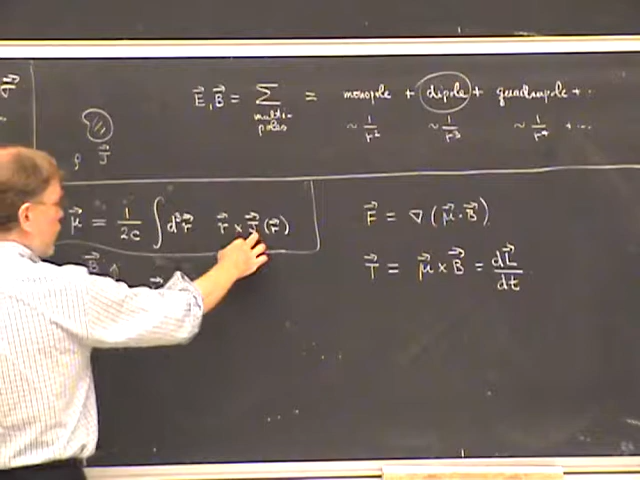 E⃗, B⃗ = ∑ = monopole + dipole + quadrupole + ..
multi-
poles
~ 1/r² ~ 1/r³ ~ 1/r⁴ + ...
ρ J⃗
μ⃗ = 1/2c ∫ d³r⃗ r⃗ × J⃗(r⃗)
F⃗ = ∇(μ⃗·B⃗)
T⃗ = μ⃗ × B⃗ = dL⃗/dt
B⃗